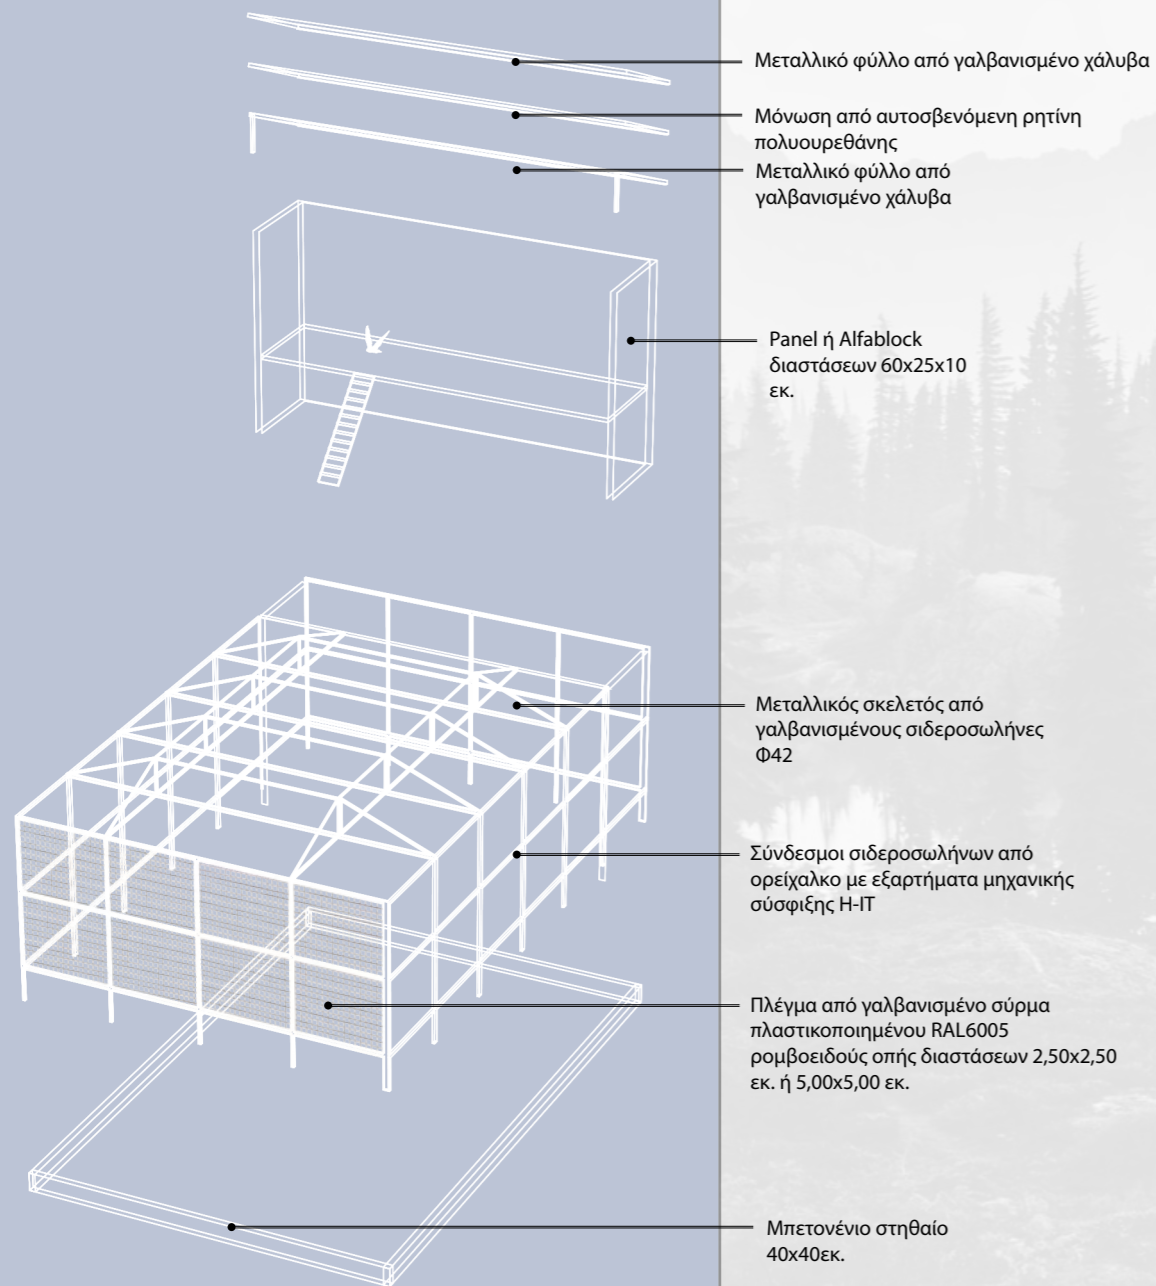 Μεταλλικό φύλλο από γαλβανισμένο χάλυβα
Μόνωση από αυτοσβενόμενη ρητίνη
πολυουρεθάνης
Μεταλλικό φύλλο από
γαλβανισμένο χάλυβα
Panel ή Alfablock
διαστάσεων 60x25x10
εκ.
Μεταλλικός σκελετός από
γαλβανισμένους σιδεροσωλήνες
Φ42
Σύνδεσμοι σιδεροσωλήνων από
ορείχαλκο με εξαρτήματα μηχανικής
σύσφιξης H-IT
Πλέγμα από γαλβανισμένο σύρμα
πλαστικοποιημένου RAL6005
ρομβοειδούς οπής διαστάσεων 2,50x2,50
εκ. ή 5,00x5,00 εκ.
Μπετονένιο στηθαίο
40x40εκ.